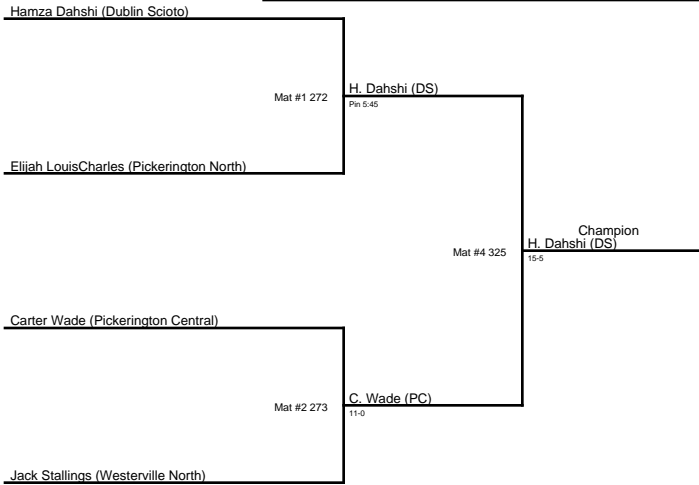 Hamza Dahshi (Dublin Scioto)
Mat #1 272
H. Dahshi (DS)
Pin 5:45
Elijah LouisCharles (Pickerington North)
Champion
Mat #4 325
H. Dahshi (DS)
15-5
Carter Wade (Pickerington Central)
Mat #2 273
C. Wade (PC)
11-0
Jack Stallings (Westerville North)